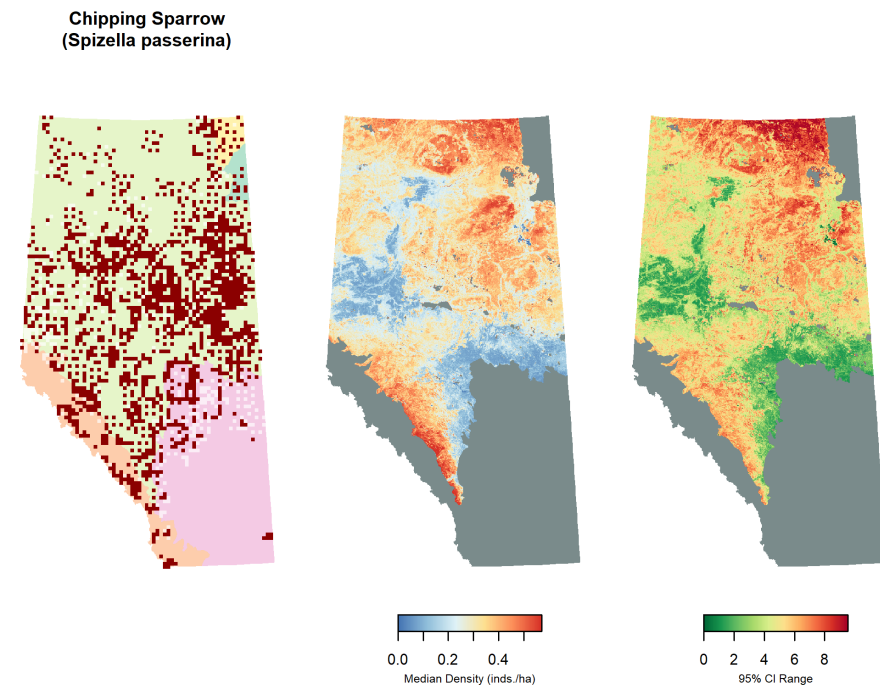 Chipping Sparrow
(Spizella passerina)
0.0 0.2 0.4
Median Density (inds./ha)
0 2 4 6 8
95% CI Range